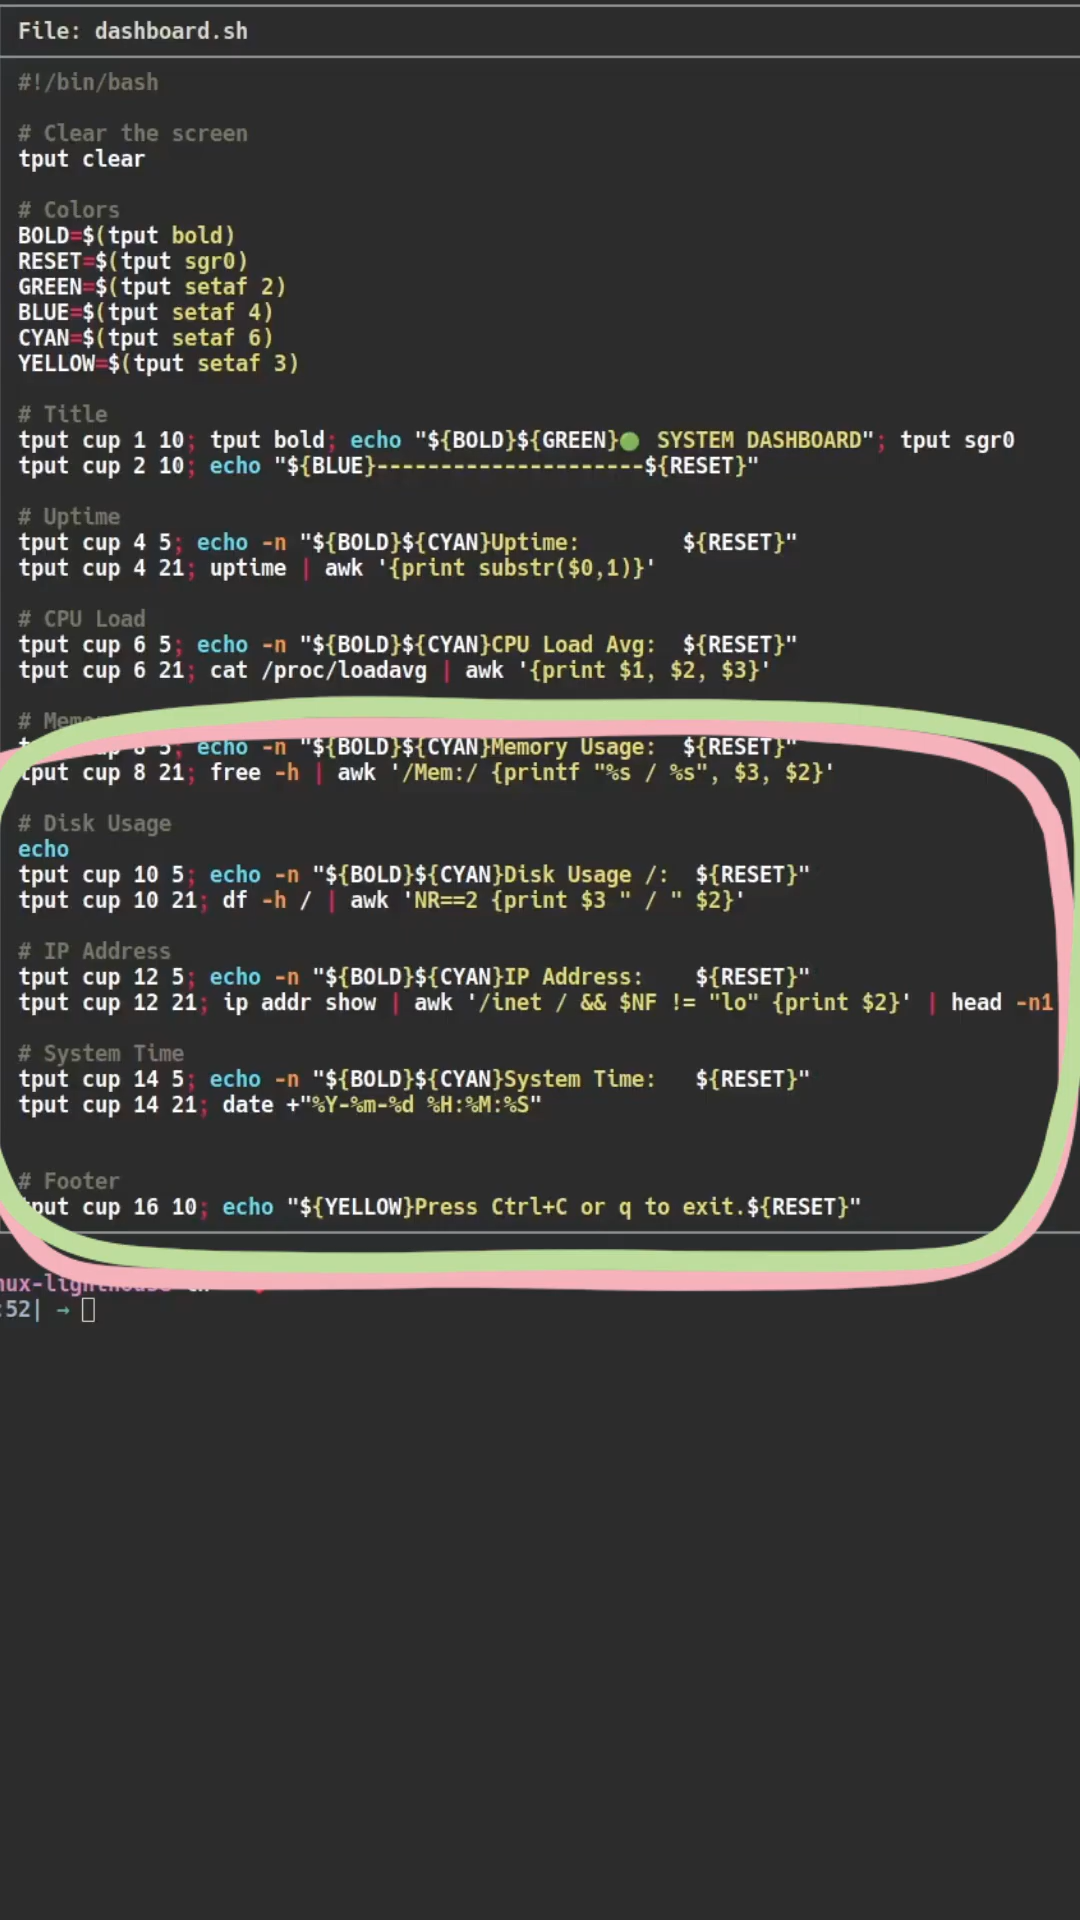 File: dashboard.sh
#!/bin/bash
# Clear the screen
tput clear
# Colors
BOLD=$(tput bold)
RESET=$(tput sgr0)
GREEN=$(tput setaf 2)
BLUE=$(tput setaf 4)
CYAN=$(tput setaf 6)
YELLOW=$(tput setaf 3)
# Title
tput cup 1 10; tput bold; echo "${BOLD}${GREEN}🟢 SYSTEM DASHBOARD"; tput sgr0
tput cup 2 10; echo "${BLUE}---------------------${RESET}"
# Uptime
tput cup 4 5; echo -n "${BOLD}${CYAN}Uptime:        ${RESET}"
tput cup 4 21; uptime | awk '{print substr($0,1)}'
# CPU Load
tput cup 6 5; echo -n "${BOLD}${CYAN}CPU Load Avg:  ${RESET}"
tput cup 6 21; cat /proc/loadavg | awk '{print $1, $2, $3}'
#
cup 8 5; echo -n "${BOLD}${CYAN}Memory Usage:  ${RESET}"
tput cup 8 21; free -h | awk '/Mem:/ {printf "%s / %s", $3, $2}'
# Disk Usage
echo
tput cup 10 5; echo -n "${BOLD}${CYAN}Disk Usage /:  ${RESET}"
tput cup 10 21; df -h / | awk 'NR==2 {print $3 " / " $2}'
# IP Address
tput cup 12 5; echo -n "${BOLD}${CYAN}IP Address:    ${RESET}"
tput cup 12 21; ip addr show | awk '/inet / && $NF != "lo" {print $2}' | head -n1
# System Time
tput cup 14 5; echo -n "${BOLD}${CYAN}System Time:   ${RESET}"
tput cup 14 21; date +"%Y-%m-%d %H:%M:%S"
# Footer
tput cup 16 10; echo "${YELLOW}Press Ctrl+C or q to exit.${RESET}"
nux-lighthouse
:52| →